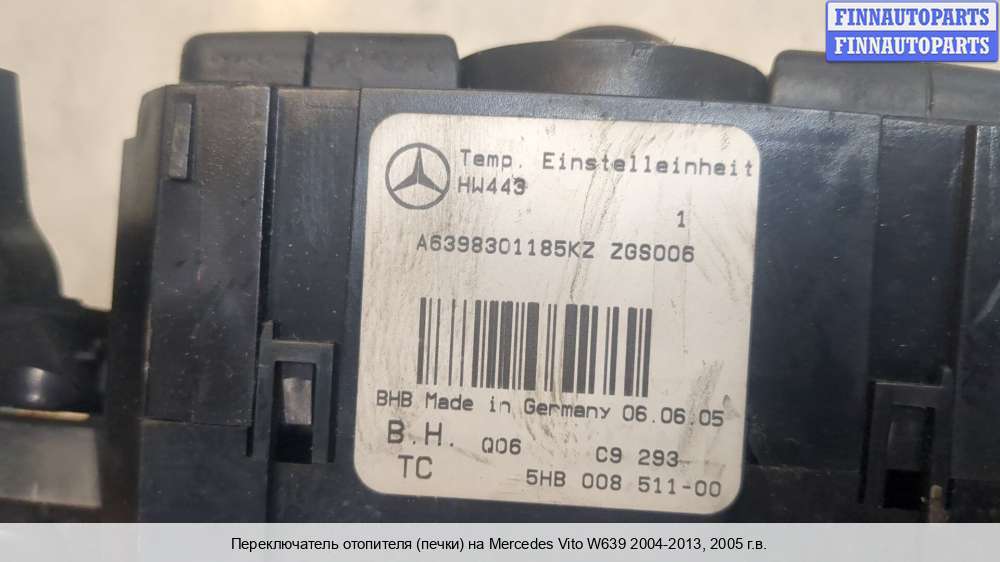 FINNAUTOPARTS
FINNAUTOPARTS
Temp. Einstelleinheit
HW443
1
A6398301185KZ ZGS006
BHB Made in Germany 06.06.05
B.H. Q06 C9 293
TC 5HB 008 511-00
Переключатель отопителя (печки) на Mercedes Vito W639 2004-2013, 2005 г.в.